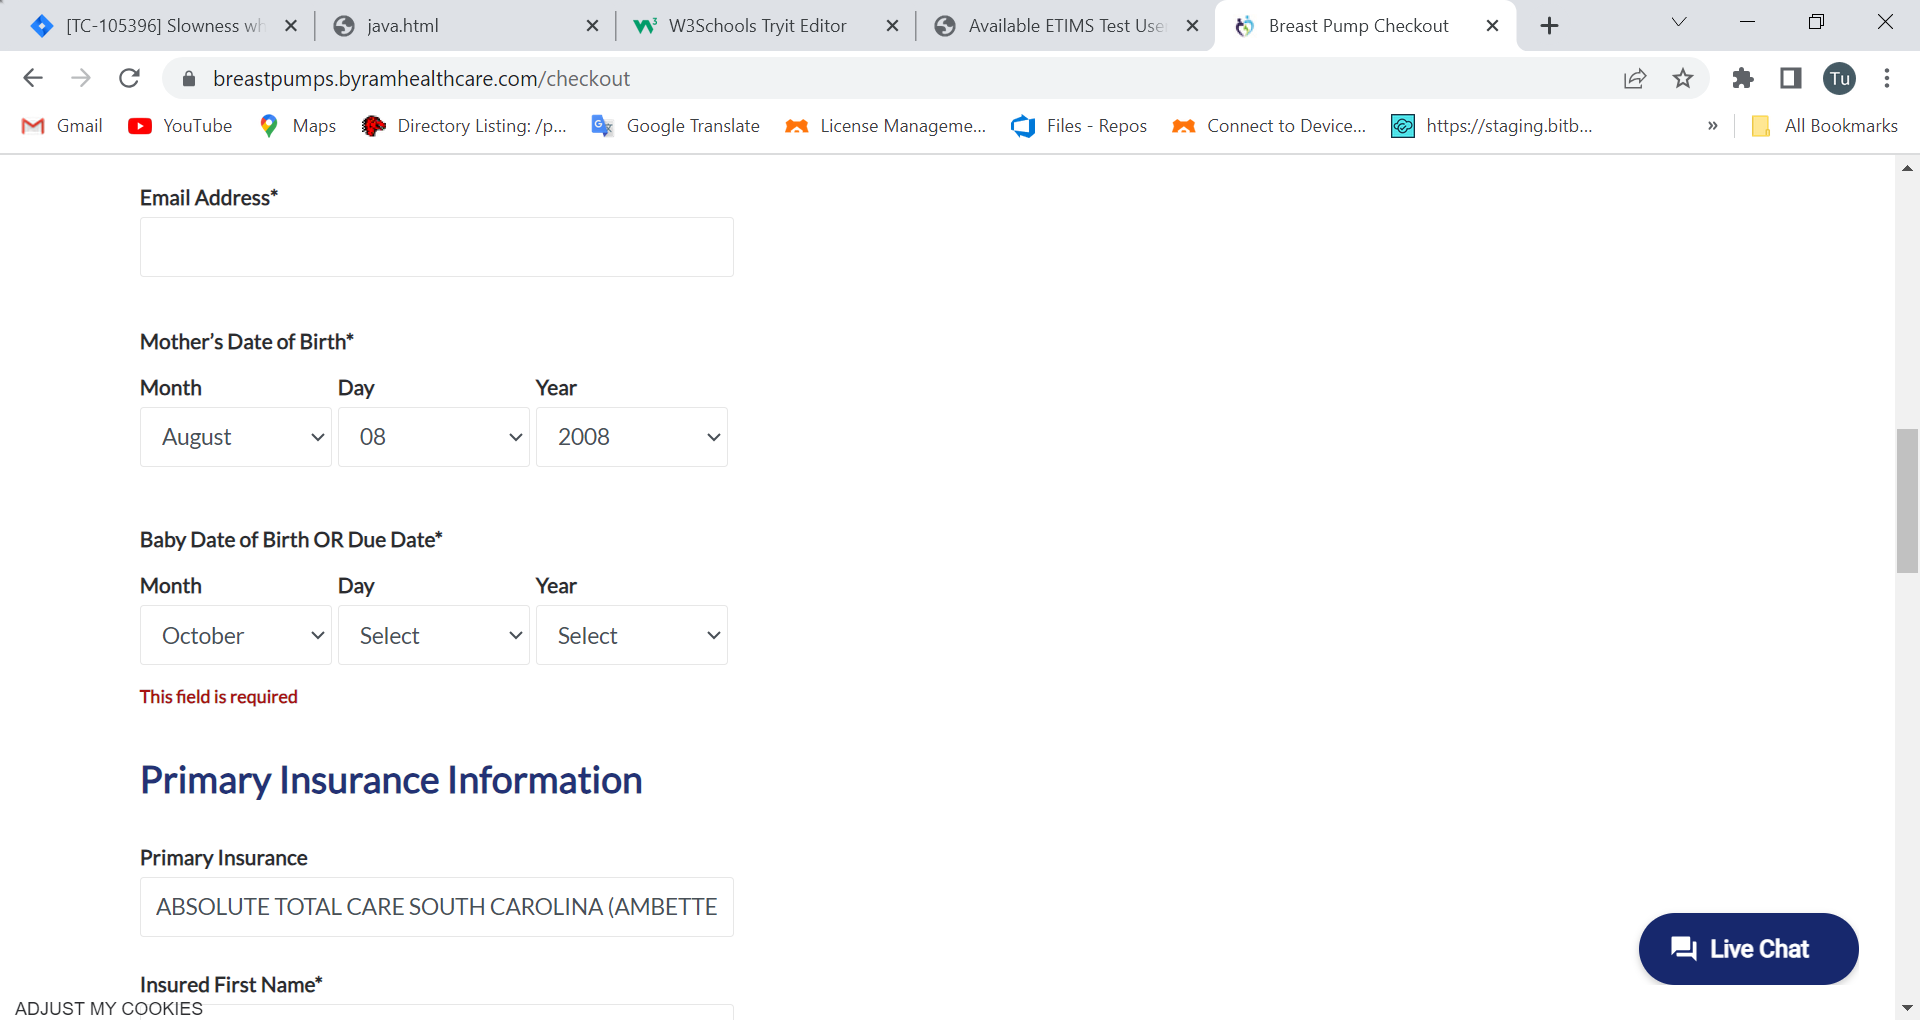 [TC-105396] Slowness wh
java.html
W3Schools Tryit Editor
Available ETIMS Test User
Breast Pump Checkout
breastpumps.byramhealthcare.com/checkout
Tu
Gmail
YouTube
Maps
Directory Listing: /p...
Google Translate
License Manageme...
Files - Repos
Connect to Device...
https://staging.bitb...
»
All Bookmarks
Email Address*
Mother’s Date of Birth*
Month Day Year
August 08 2008
Baby Date of Birth OR Due Date*
Month Day Year
October Select Select
This field is required
Primary Insurance Information
Primary Insurance
ABSOLUTE TOTAL CARE SOUTH CAROLINA (AMBETTE
Live Chat
Insured First Name*
ADJUST MY COOKIES